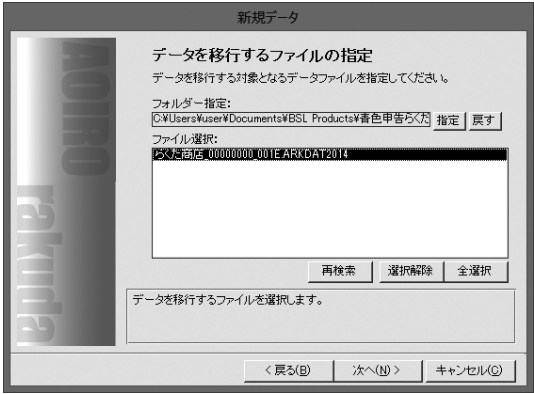 新規データ
AOIRO
rakuda
データを移行するファイルの指定
データを移行する対象となるデータファイルを指定してください。
フォルダー指定:
C:¥Users¥user¥Documents¥BSL Products¥青色申告らくだ 指定 戻す
ファイル選択:
らくだ商店_00000000_001E.ARKDAT2014
再検索 選択解除 全選択
データを移行するファイルを選択します。
< 戻る(B) 次へ(N) > キャンセル(C)